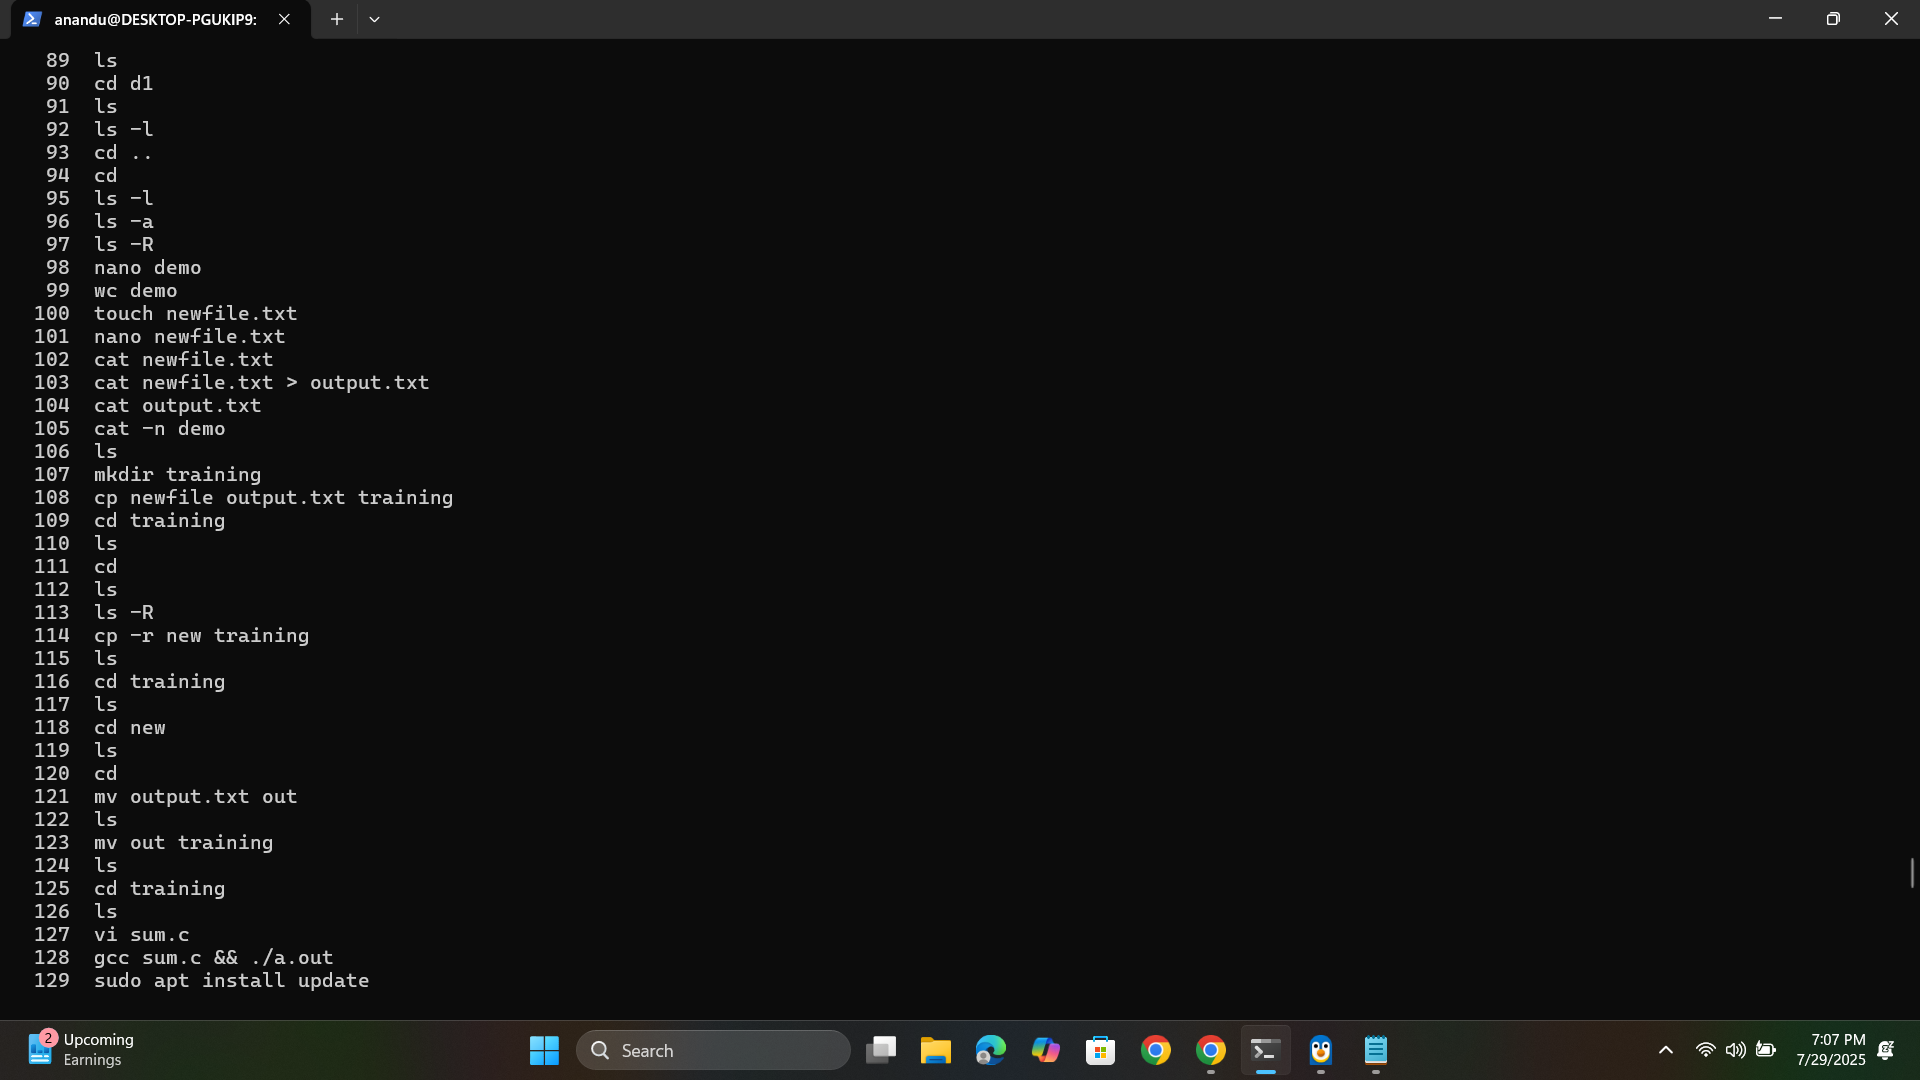 anandu@DESKTOP-PGUKIP9:
89 ls
90 cd d1
91 ls
92 ls -l
93 cd ..
94 cd
95 ls -l
96 ls -a
97 ls -R
98 nano demo
99 wc demo
100 touch newfile.txt
101 nano newfile.txt
102 cat newfile.txt
103 cat newfile.txt > output.txt
104 cat output.txt
105 cat -n demo
106 ls
107 mkdir training
108 cp newfile output.txt training
109 cd training
110 ls
111 cd
112 ls
113 ls -R
114 cp -r new training
115 ls
116 cd training
117 ls
118 cd new
119 ls
120 cd
121 mv output.txt out
122 ls
123 mv out training
124 ls
125 cd training
126 ls
127 vi sum.c
128 gcc sum.c && ./a.out
129 sudo apt install update
2
Upcoming
Earnings
Search
7:07 PM
7/29/2025